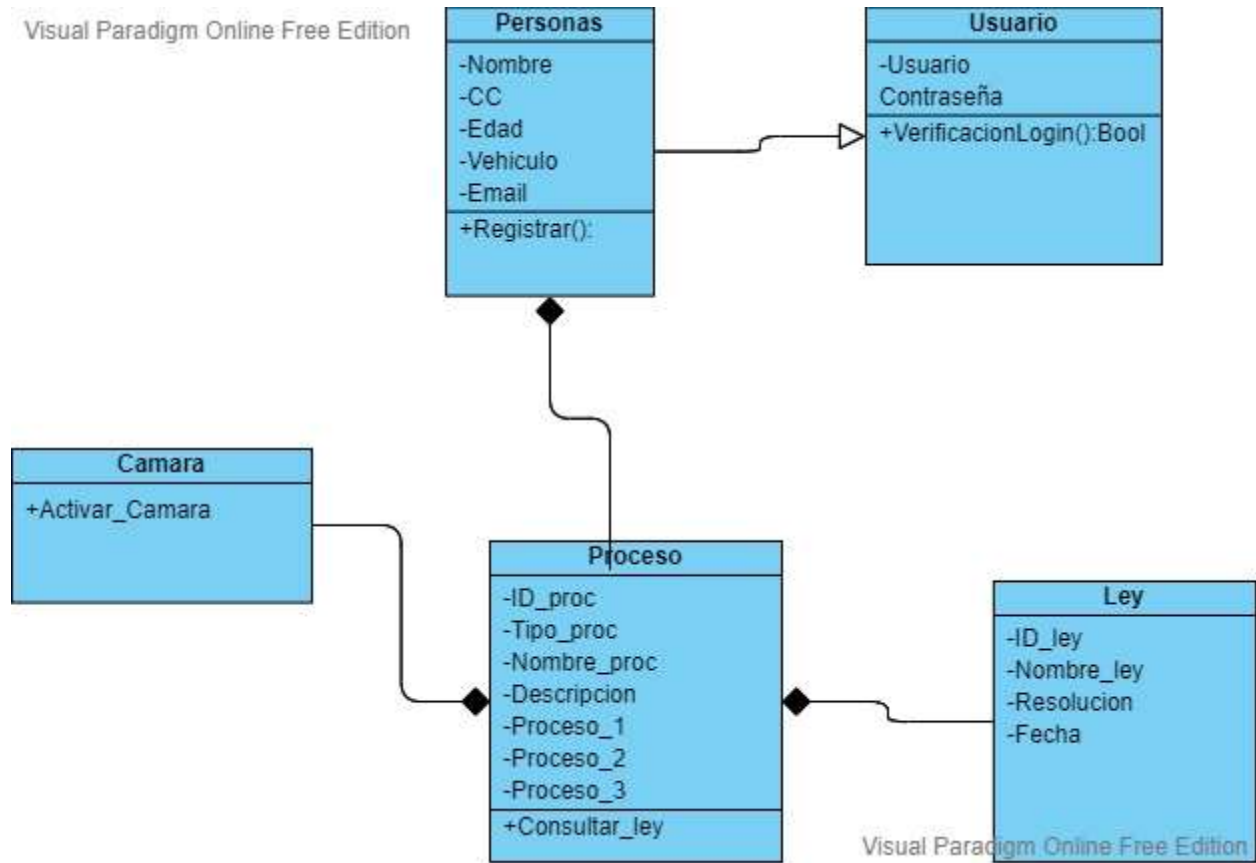 Visual Paradigm Online Free Edition
Personas
-Nombre
-CC
-Edad
-Vehiculo
-Email
+Registrar():
Usuario
-Usuario
Contraseña
+VerificacionLogin():Bool
Camara
+Activar_Camara
Proceso
-ID_proc
-Tipo_proc
-Nombre_proc
-Descripcion
-Proceso_1
-Proceso_2
-Proceso_3
+Consultar_ley
Ley
-ID_ley
-Nombre_ley
-Resolucion
-Fecha
Visual Paradigm Online Free Edition